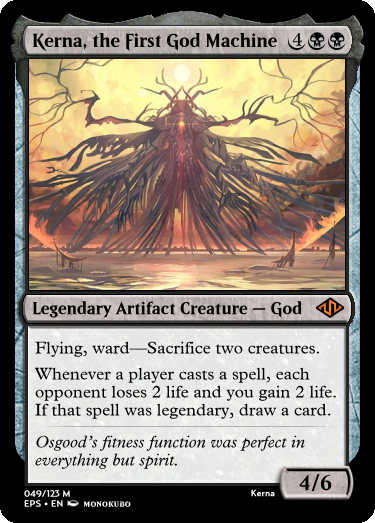 Kerna, the First God Machine 4
Legendary Artifact Creature — God
Flying, ward—Sacrifice two creatures.
Whenever a player casts a spell, each
opponent loses 2 life and you gain 2 life.
If that spell was legendary, draw a card.
Osgood's fitness function was perfect in
everything but spirit.
4/6
049/123 M
EPS • EN MONOKUBO
Kerna